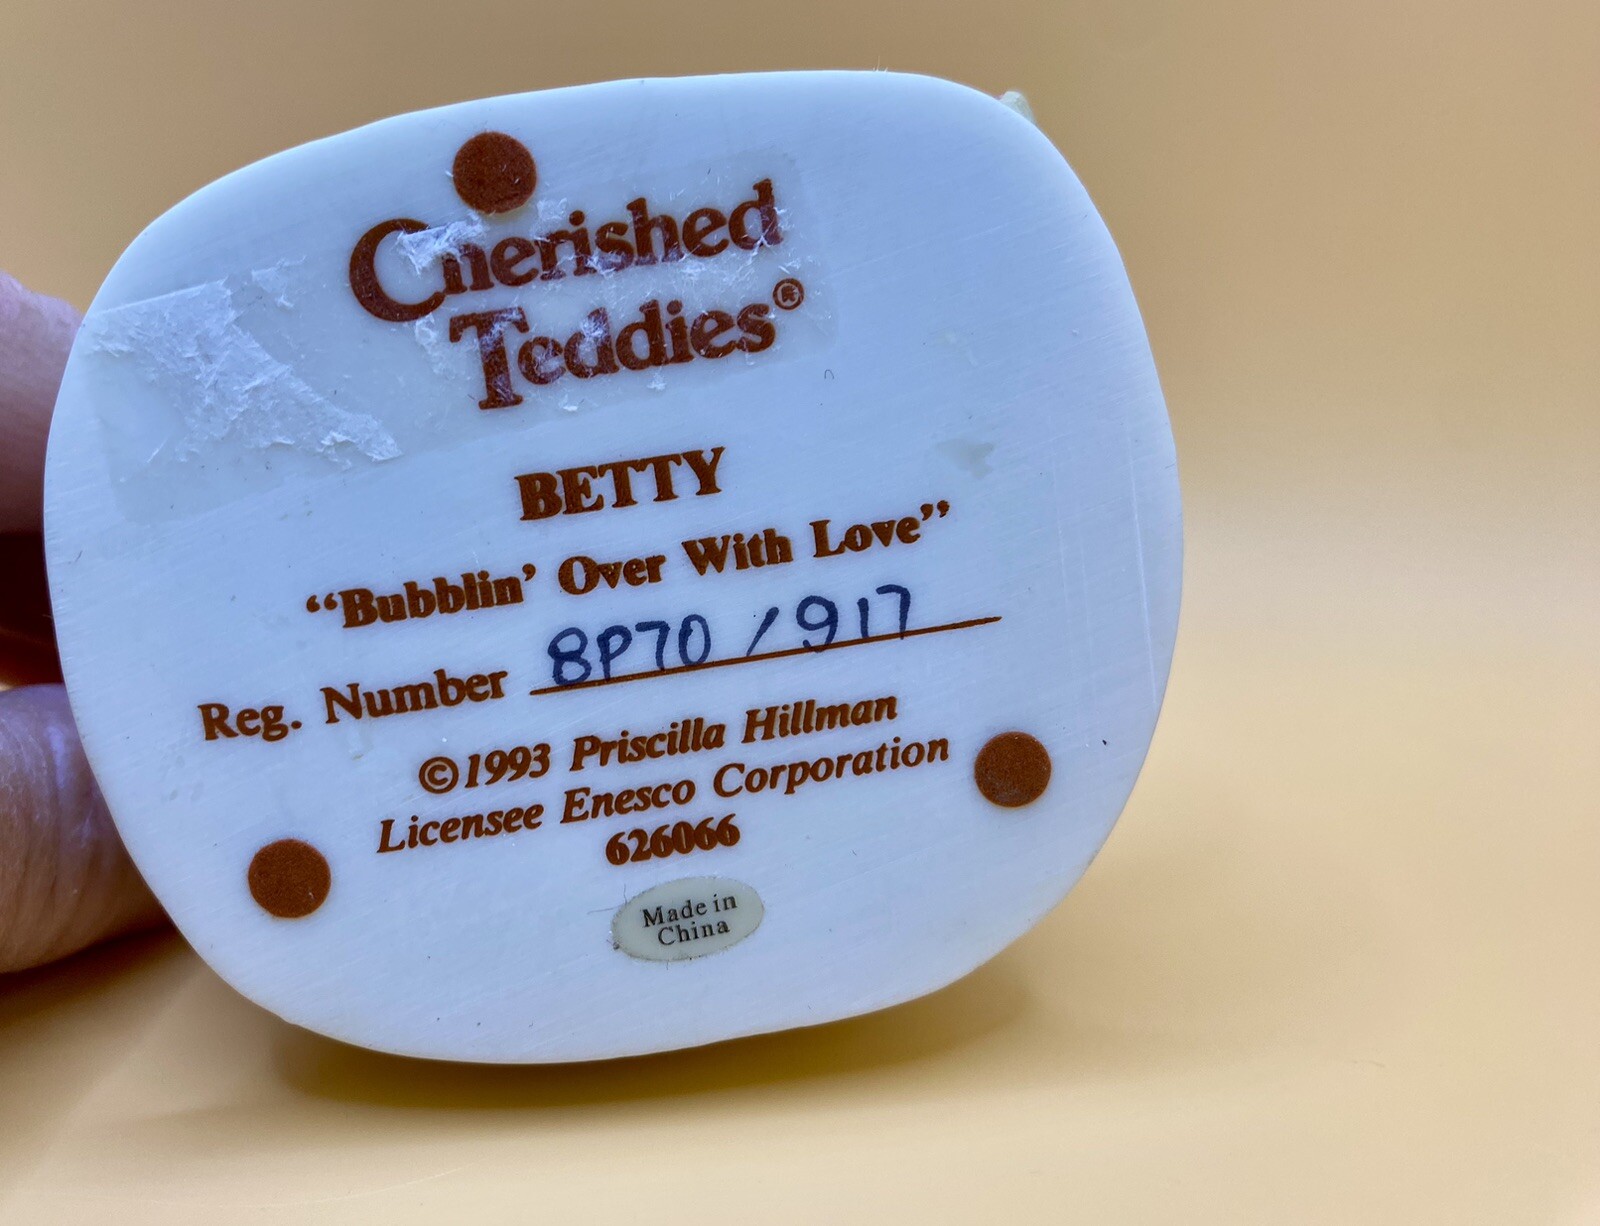 Cherished
Teddies®
BETTY
“Bubblin’ Over With Love”
Reg. Number 8P70 / 917
©1993 Priscilla Hillman
Licensee Enesco Corporation
626066
Made in
China